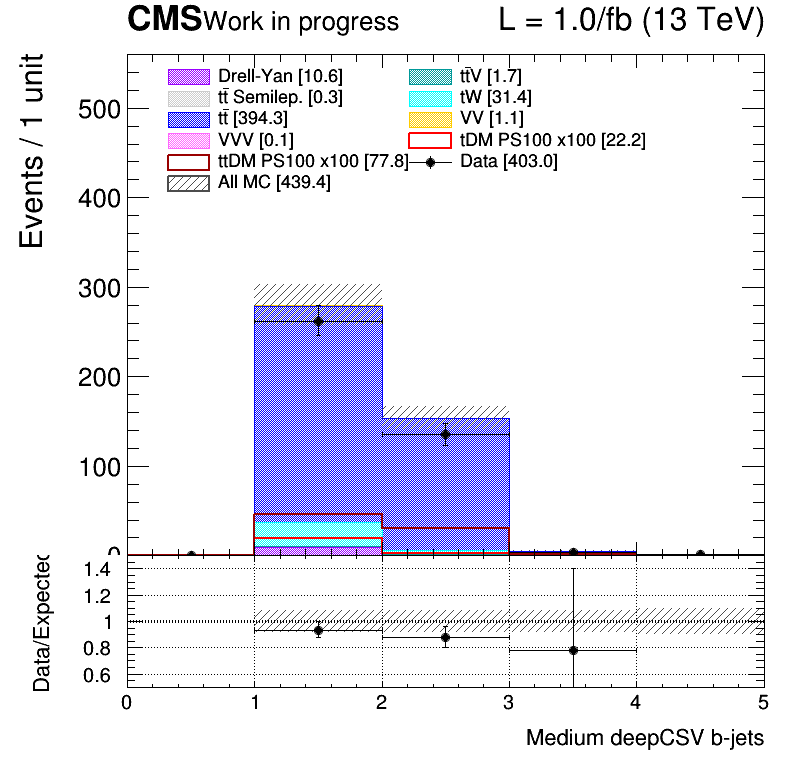 CMS Work in progress L = 1.0/fb (13 TeV)
Events / 1 unit
Drell-Yan [10.6] tt̄V [1.7]
tt̄ Semilep. [0.3] tW [31.4]
tt̄ [394.3] VV [1.1]
VVV [0.1] tDM PS100 x100 [22.2]
ttDM PS100 x100 [77.8] Data [403.0]
All MC [439.4]
500
400
300
200
100
0
Data/Expected
1.4
1.2
1
0.8
0.6
0 1 2 3 4 5
Medium deepCSV b-jets